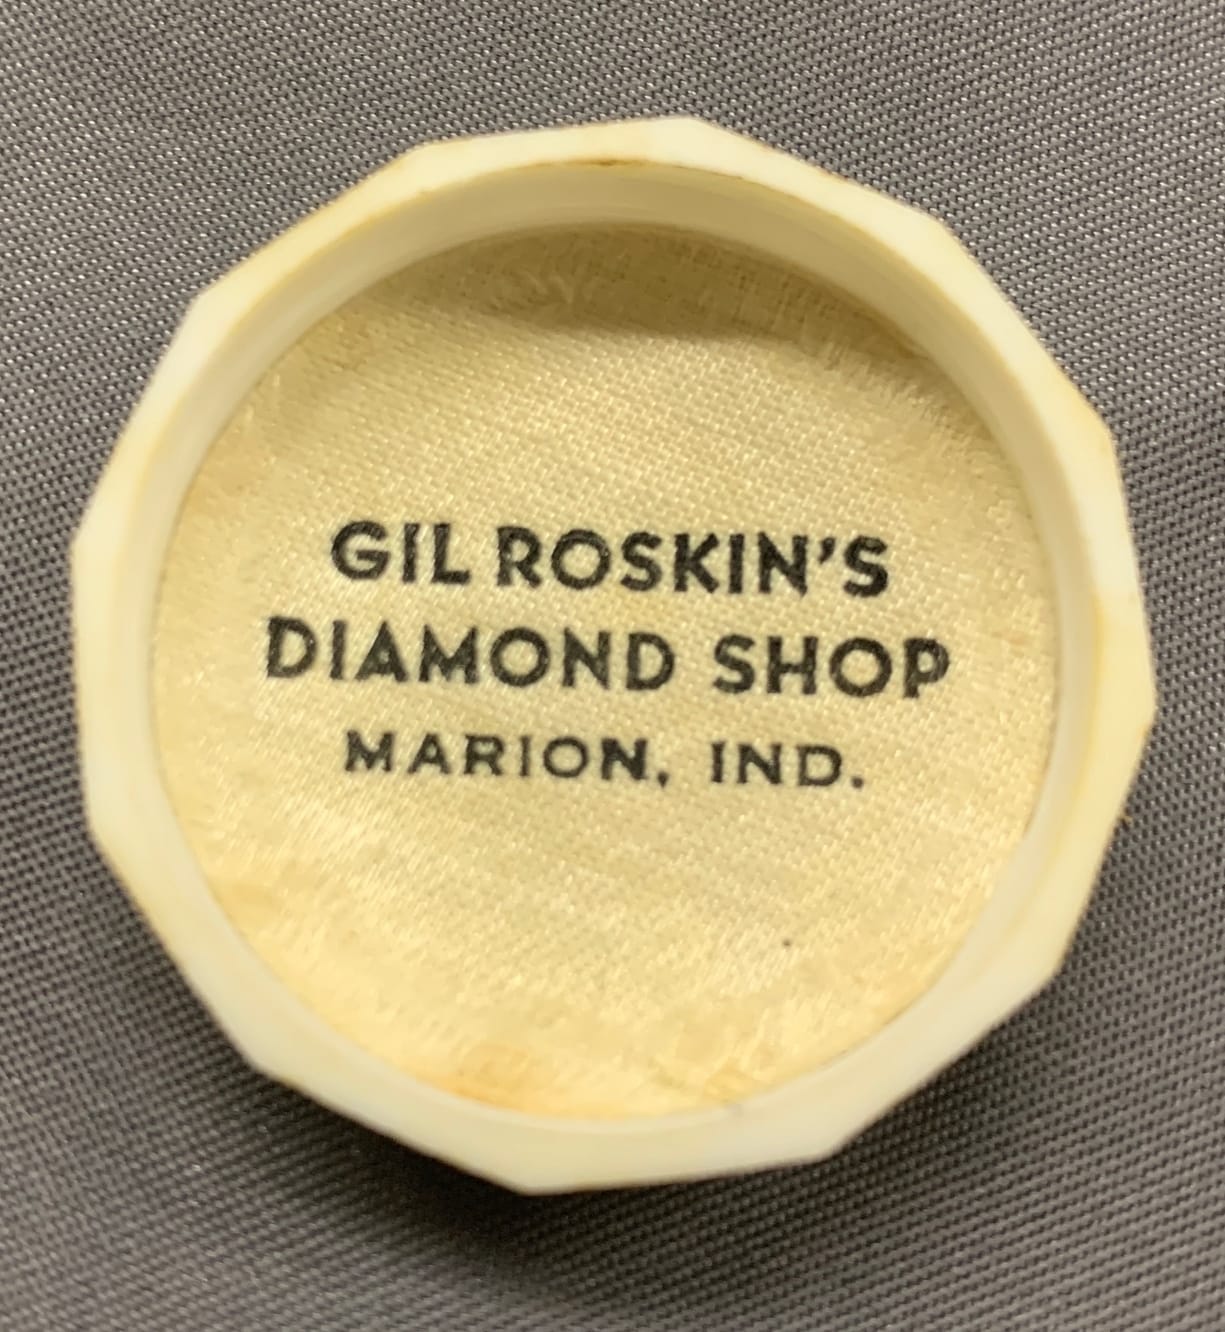 GIL ROSKIN'S
DIAMOND SHOP
MARION, IND.